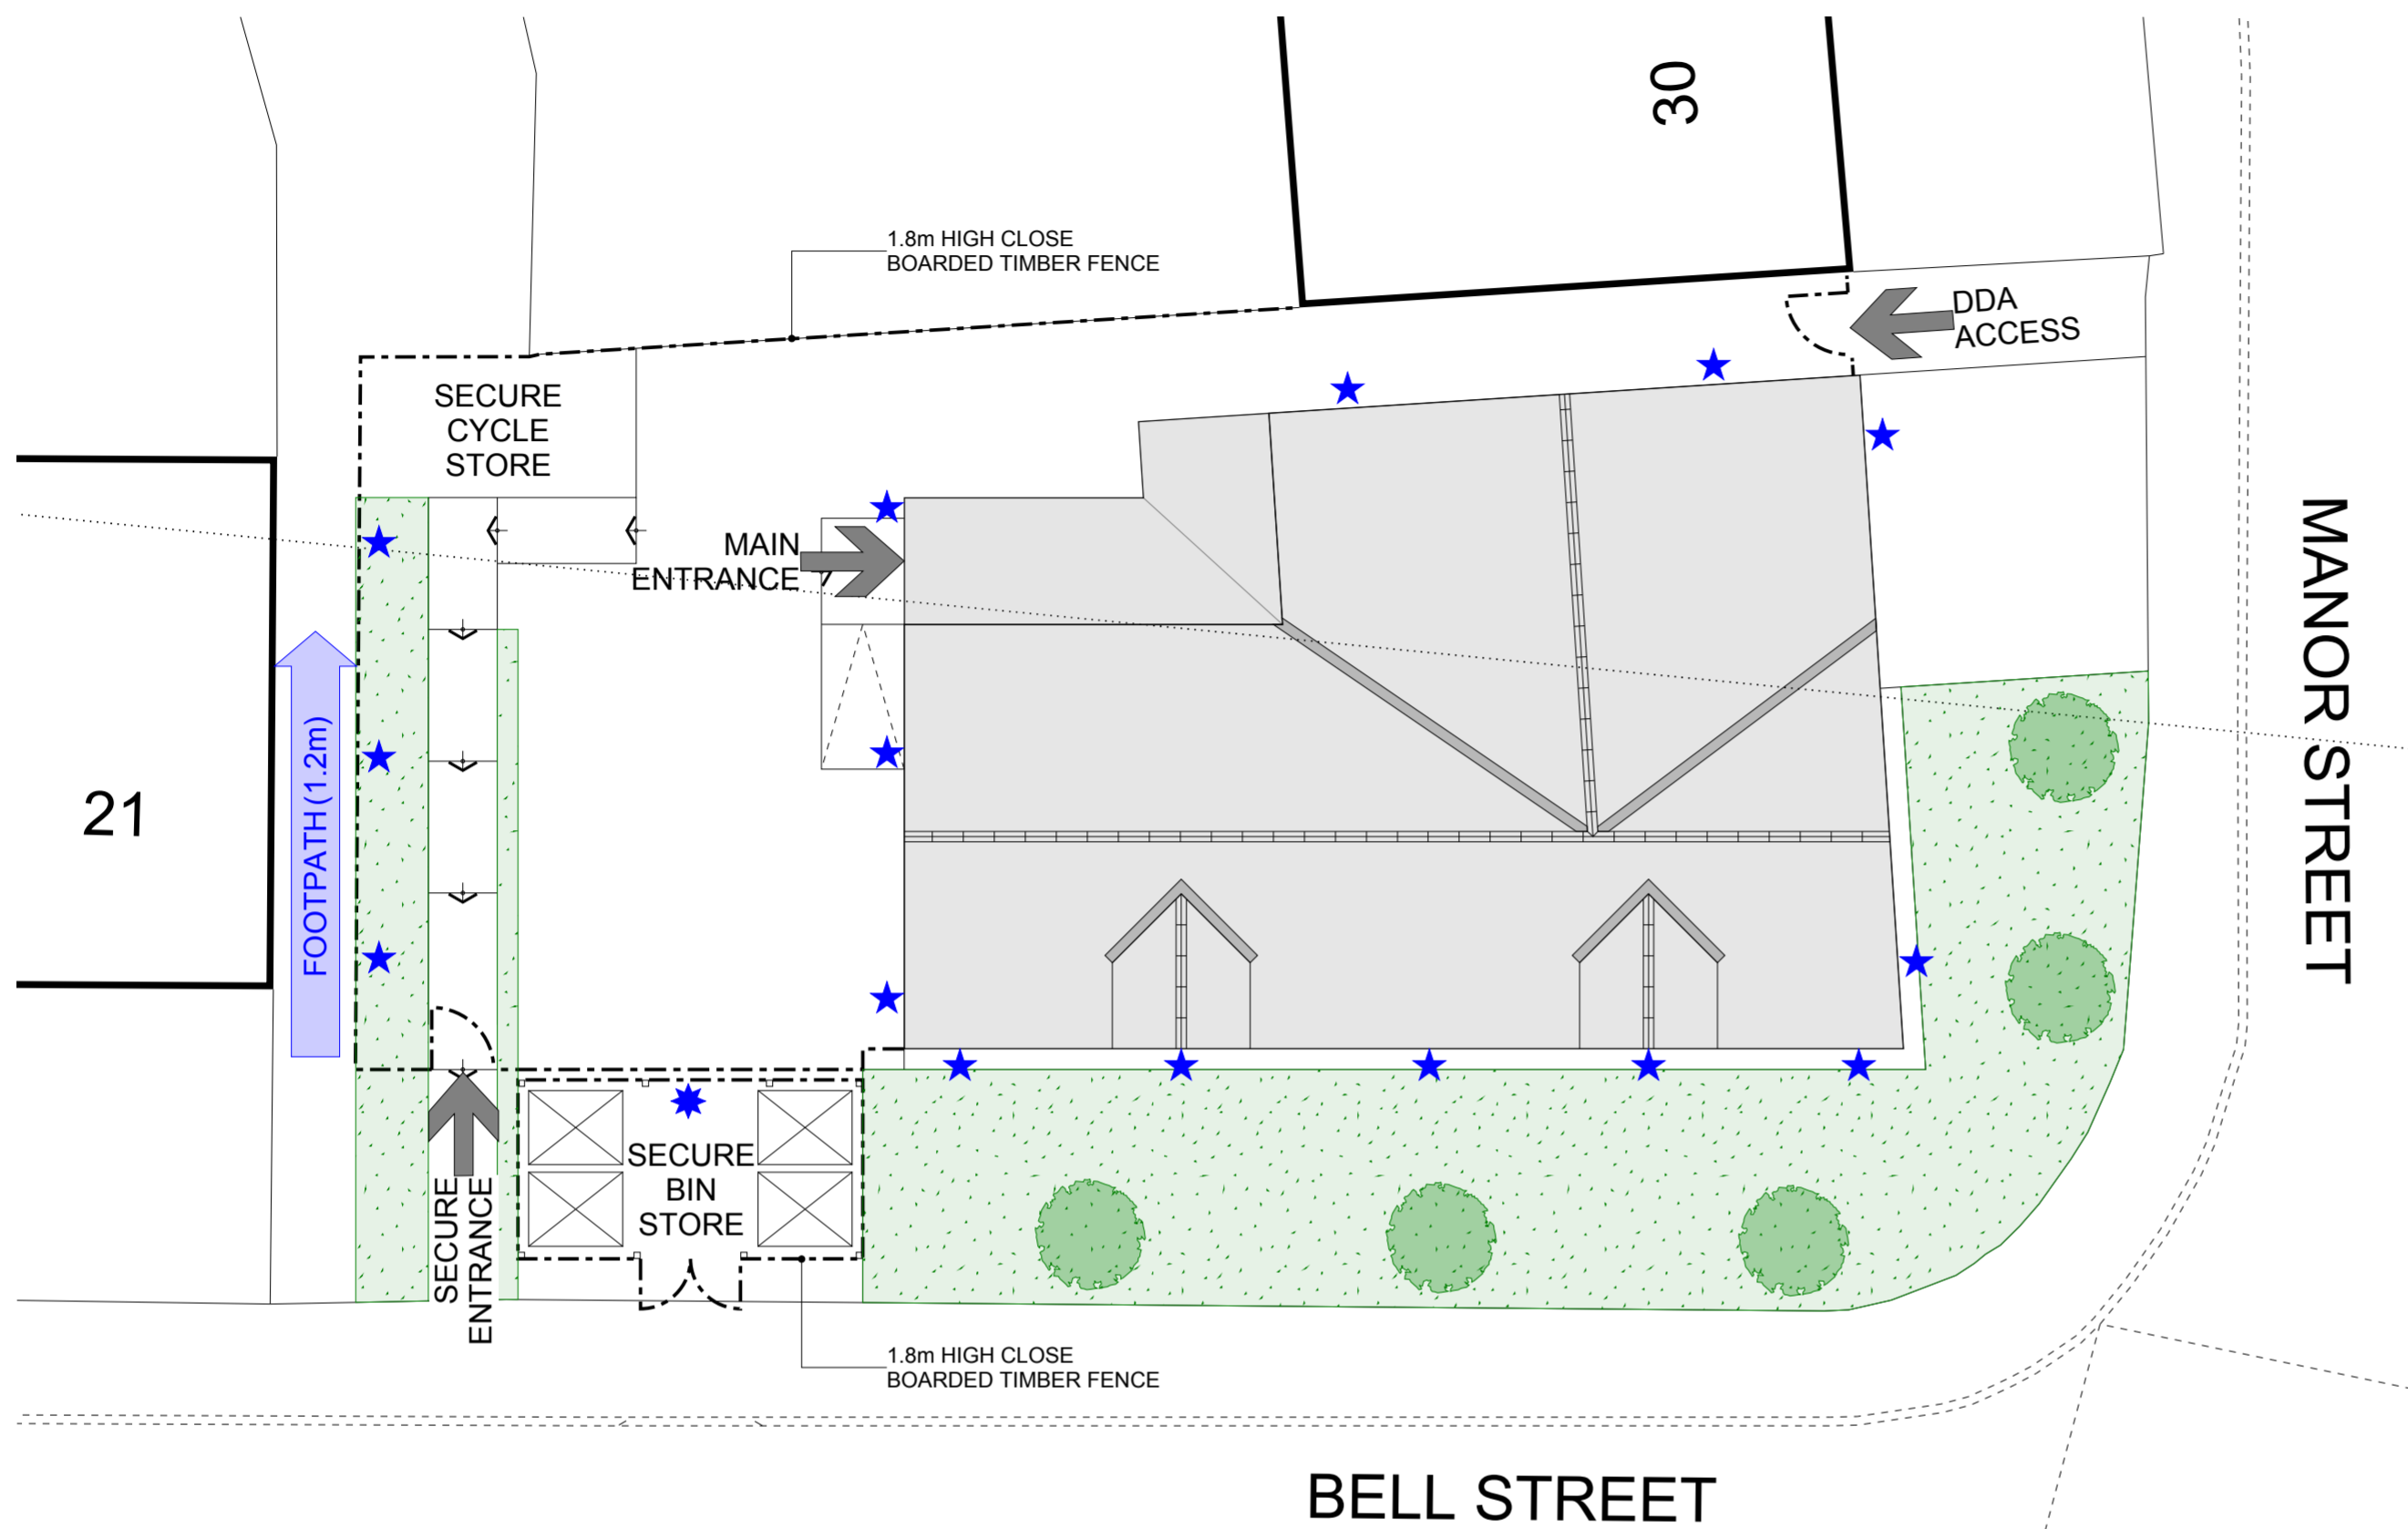 30
1.8m HIGH CLOSE
BOARDED TIMBER FENCE
DDA
ACCESS
SECURE
CYCLE
STORE
MAIN
ENTRANCE
MANOR STREET
21
FOOTPATH (1.2m)
SECURE
BIN
STORE
SECURE
ENTRANCE
1.8m HIGH CLOSE
BOARDED TIMBER FENCE
BELL STREET